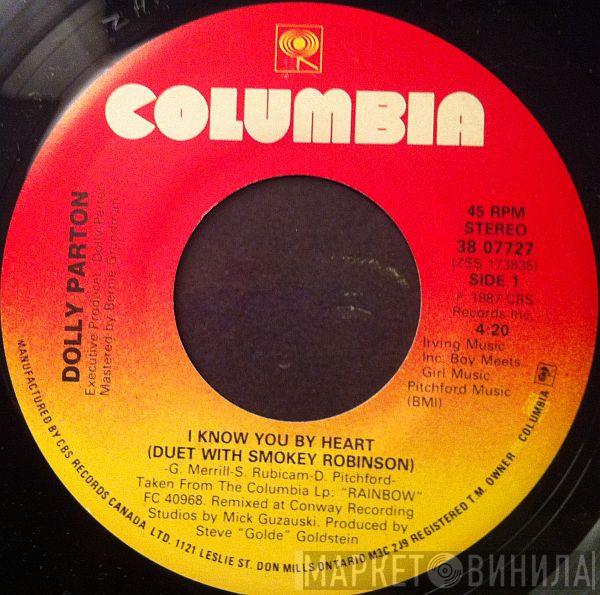 COLUMBIA
DOLLY PARTON
Executive Producer: Dolly Parton
Mastered by Bernie Grundman
45 RPM
STEREO
38 07727
(ZSS 173835)
SIDE 1
℗ 1987 CRS
Records Inc.
4:20
Irving Music
Inc. Boy Meets
Girl Music
Pitchford Music
(BMI)
I KNOW YOU BY HEART
(DUET WITH SMOKEY ROBINSON)
-G. Merrill-S. Rubicam-D. Pitchford-
Taken From The Columbia Lp: "RAINBOW"
FC 40968. Remixed at Conway Recording
Studios by Mick Guzauski. Produced by
Steve "Golde" Goldstein
MANUFACTURED BY CBS RECORDS CANADA LTD. 1121 LESLIE ST. DON MILLS ONTARIO M3C 2J9 REGISTERED T.M. OWNER COLUMBIA
МАРКЕТ ВИНИЛА